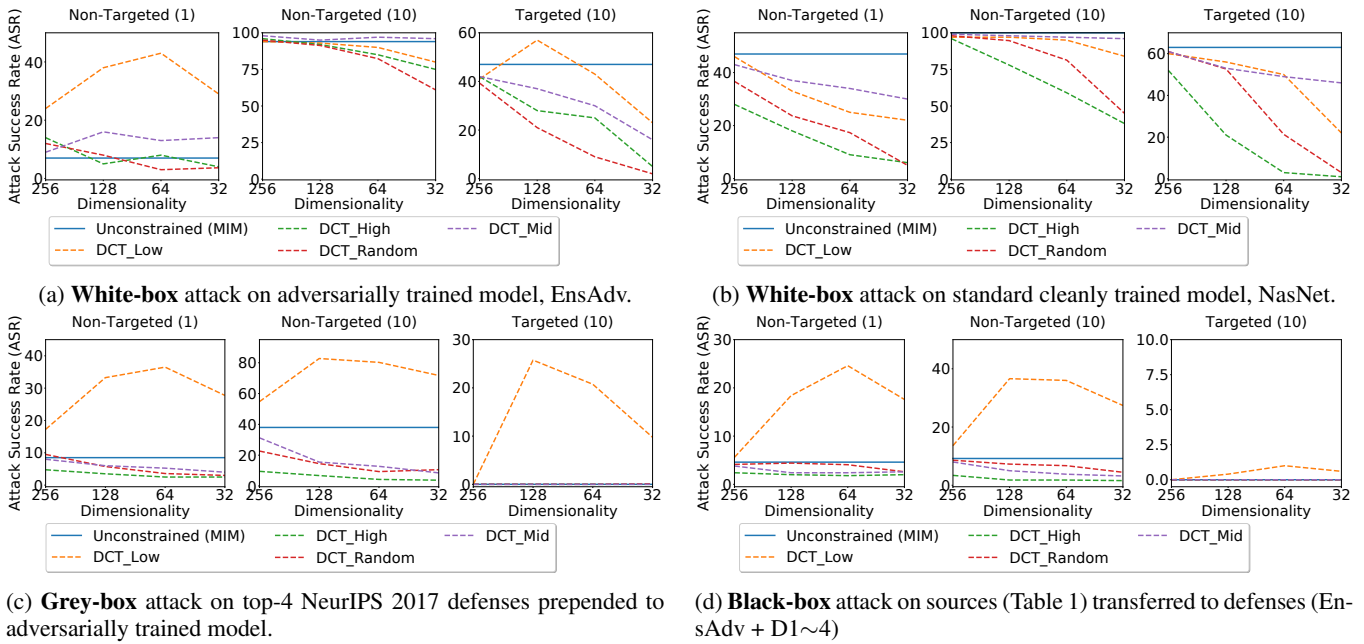 Non-Targeted (1) Non-Targeted (10) Targeted (10)
Attack Success Rate (ASR)
40
20
0
100
75
50
25
0
60
40
20
0
256 128 64 32 256 128 64 32 256 128 64 32
Dimensionality Dimensionality Dimensionality
Unconstrained (MIM) DCT_High DCT_Mid
DCT_Low DCT_Random
(a) White-box attack on adversarially trained model, EnsAdv.
Non-Targeted (1) Non-Targeted (10) Targeted (10)
Attack Success Rate (ASR)
40
20
0
100
75
50
25
0
60
40
20
0
256 128 64 32 256 128 64 32 256 128 64 32
Dimensionality Dimensionality Dimensionality
Unconstrained (MIM) DCT_High DCT_Mid
DCT_Low DCT_Random
(b) White-box attack on standard cleanly trained model, NasNet.
Non-Targeted (1) Non-Targeted (10) Targeted (10)
Attack Success Rate (ASR)
40
30
20
10
0
80
60
40
20
0
30
20
10
0
256 128 64 32 256 128 64 32 256 128 64 32
Dimensionality Dimensionality Dimensionality
Unconstrained (MIM) DCT_High DCT_Mid
DCT_Low DCT_Random
(c) Grey-box attack on top-4 NeurIPS 2017 defenses prepended to
adversarially trained model.
Non-Targeted (1) Non-Targeted (10) Targeted (10)
Attack Success Rate (ASR)
30
20
10
0
40
20
0
10.0
7.5
5.0
2.5
0.0
256 128 64 32 256 128 64 32 256 128 64 32
Dimensionality Dimensionality Dimensionality
Unconstrained (MIM) DCT_High DCT_Mid
DCT_Low DCT_Random
(d) Black-box attack on sources (Table 1) transferred to defenses (En-
sAdv + D1∼4)